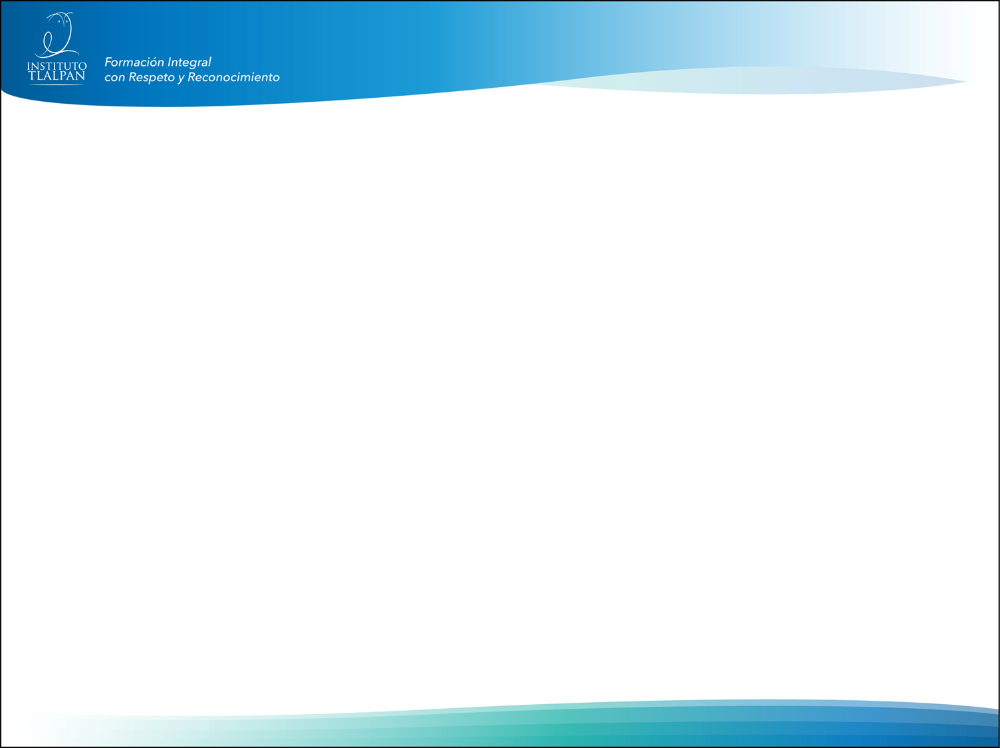 INSTITUTO
TLALPAN
Formación Integral
con Respeto y Reconocimiento